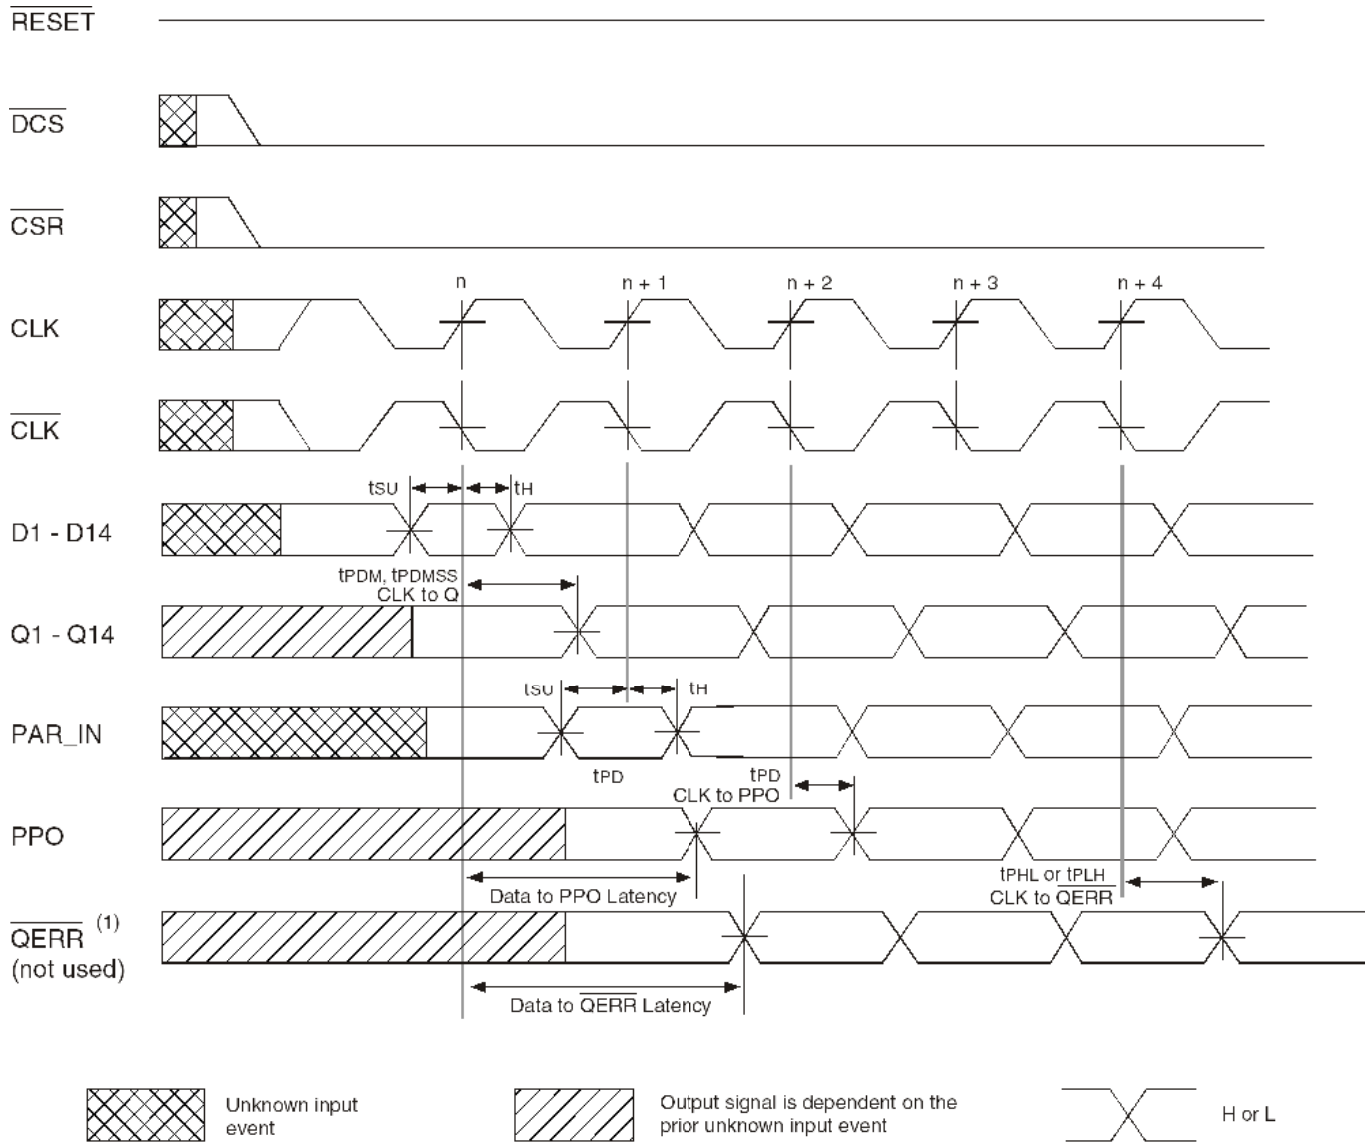 RESET
DCS
CSR
n n + 1 n + 2 n + 3 n + 4
CLK
CLK
tSU tH
D1 - D14
tPDM, tPDMSS
CLK to Q
Q1 - Q14
tSU tH
PAR_IN
tPD tPD
CLK to PPO
PPO
tPHL or tPLH
Data to PPO Latency CLK to QERR
QERR (1)
(not used)
Data to QERR Latency
Unknown input
event
Output signal is dependent on the
prior unknown input event
H or L